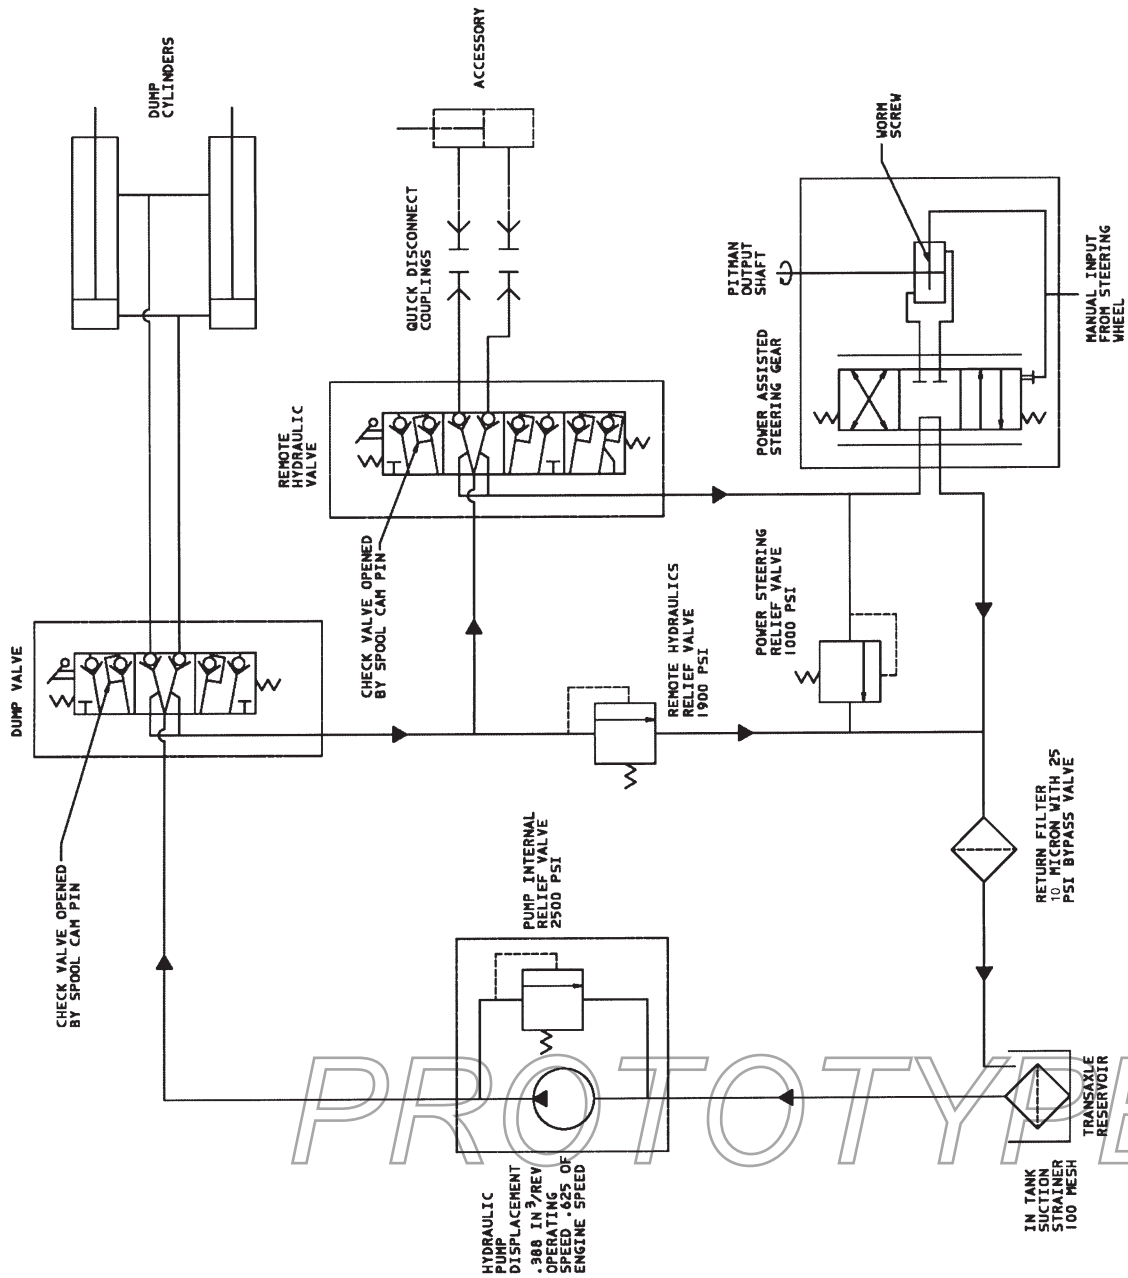 DUMP
CYLINDERS
ACCESSORY
DUMP VALVE
QUICK DISCONNECT
COUPLINGS
REMOTE
HYDRAULIC
VALVE
WORM
SCREW
PITMAN
OUTPUT
SHAFT
MANUAL INPUT
FROM STEERING
WHEEL
POWER ASSISTED
STEERING GEAR
CHECK VALVE OPENED
BY SPOOL CAM PIN
CHECK VALVE OPENED
BY SPOOL CAM PIN
REMOTE HYDRAULICS
RELIEF VALVE
1900 PSI
POWER STEERING
RELIEF VALVE
1000 PSI
PUMP INTERNAL
RELIEF VALVE
2500 PSI
RETURN FILTER
10 MICRON WITH 25
PSI BYPASS VALVE
HYDRAULIC
PUMP
DISPLACEMENT
.988 IN³/REV
OPERATING
SPEED .625 OF
ENGINE SPEED
TRANSAXLE
RESERVOIR
IN TANK
SUCTION
STRAINER
100 MESH
PROTOTYPE